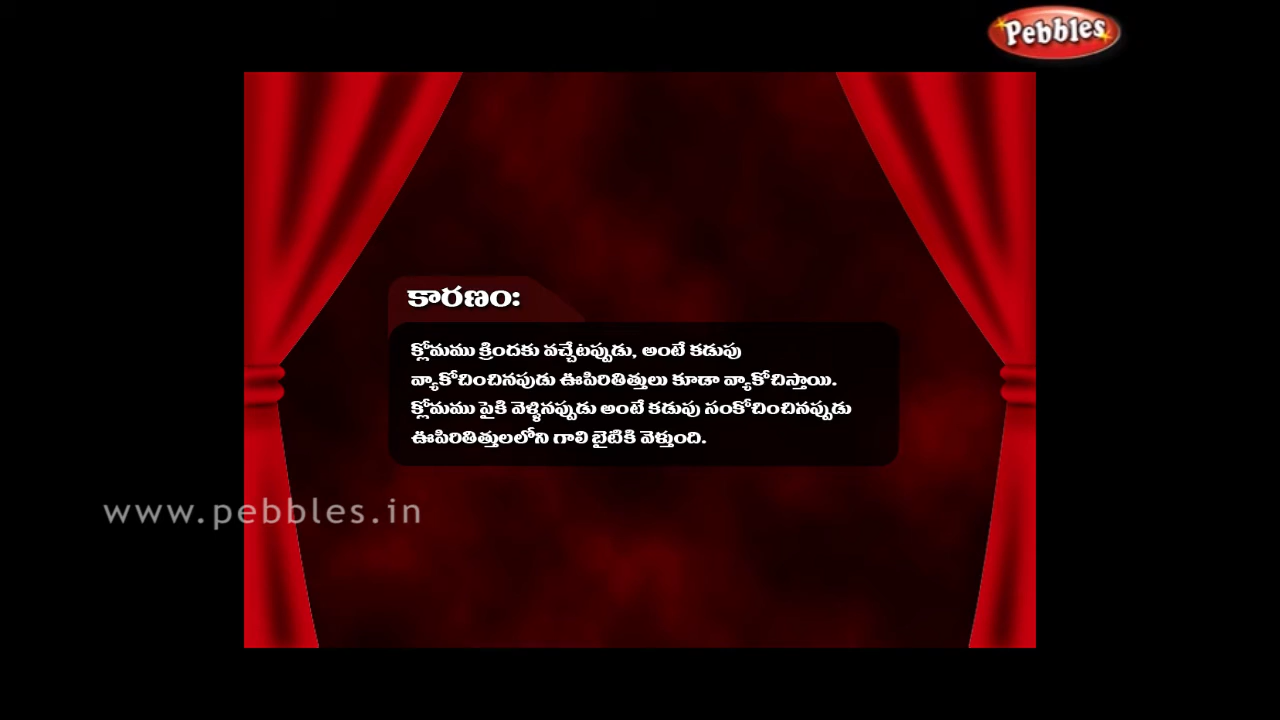 Pebbles
కారణం:
క్లోమము క్రిందకు వచ్చేటప్పుడు, అంటే కడుపు
వ్యాకోచించినపుడు ఊపిరితిత్తులు కూడా వ్యాకోచిస్తాయి.
క్లోమము పైకి వెళ్ళినప్పుడు అంటే కడుపు సంకోచించినప్పుడు
ఊపిరితిత్తులలోని గాలి బైటికి వెళ్తుంది.
www.pebbles.in